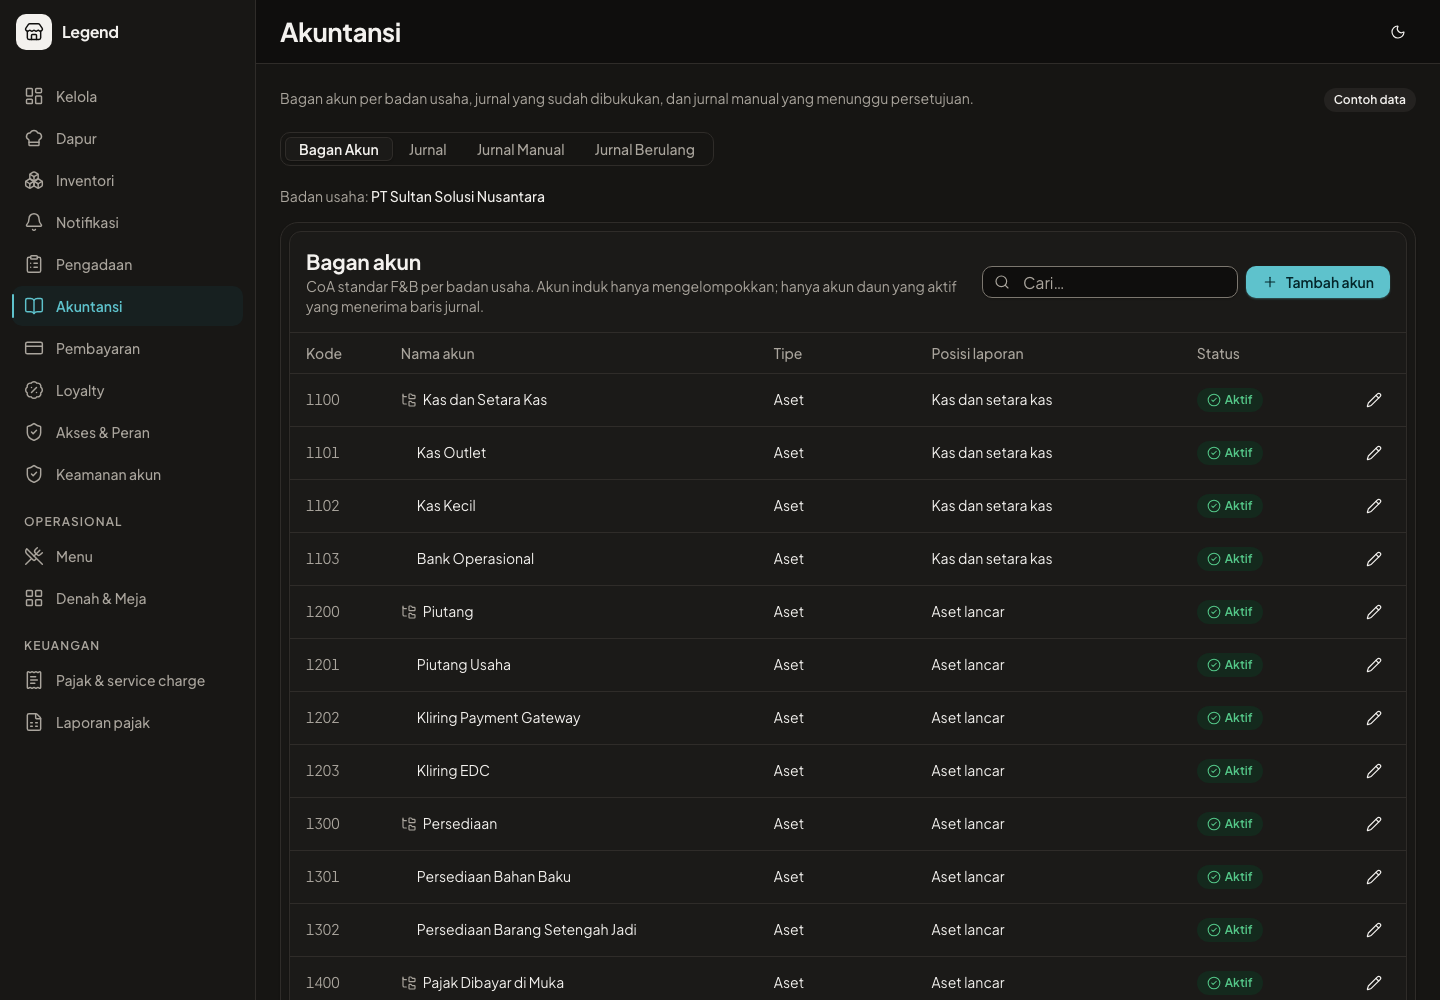 Legend
Akuntansi
Kelola
Dapur
Inventori
Notifikasi
Pengadaan
Akuntansi
Pembayaran
Loyalty
Akses & Peran
Keamanan akun
OPERASIONAL
Menu
Denah & Meja
KEUANGAN
Pajak & service charge
Laporan pajak
Bagan akun per badan usaha, jurnal yang sudah dibukukan, dan jurnal manual yang menunggu persetujuan.
Contoh data
Bagan Akun Jurnal Jurnal Manual Jurnal Berulang
Badan usaha: PT Sultan Solusi Nusantara
Bagan akun
CoA standar F&B per badan usaha. Akun induk hanya mengelompokkan; hanya akun daun yang aktif
yang menerima baris jurnal.
Cari...
Tambah akun
Kode Nama akun Tipe Posisi laporan Status
1100 Kas dan Setara Kas Aset Kas dan setara kas Aktif
1101 Kas Outlet Aset Kas dan setara kas Aktif
1102 Kas Kecil Aset Kas dan setara kas Aktif
1103 Bank Operasional Aset Kas dan setara kas Aktif
1200 Piutang Aset Aset lancar Aktif
1201 Piutang Usaha Aset Aset lancar Aktif
1202 Kliring Payment Gateway Aset Aset lancar Aktif
1203 Kliring EDC Aset Aset lancar Aktif
1300 Persediaan Aset Aset lancar Aktif
1301 Persediaan Bahan Baku Aset Aset lancar Aktif
1302 Persediaan Barang Setengah Jadi Aset Aset lancar Aktif
1400 Pajak Dibayar di Muka Aset Aset lancar Aktif